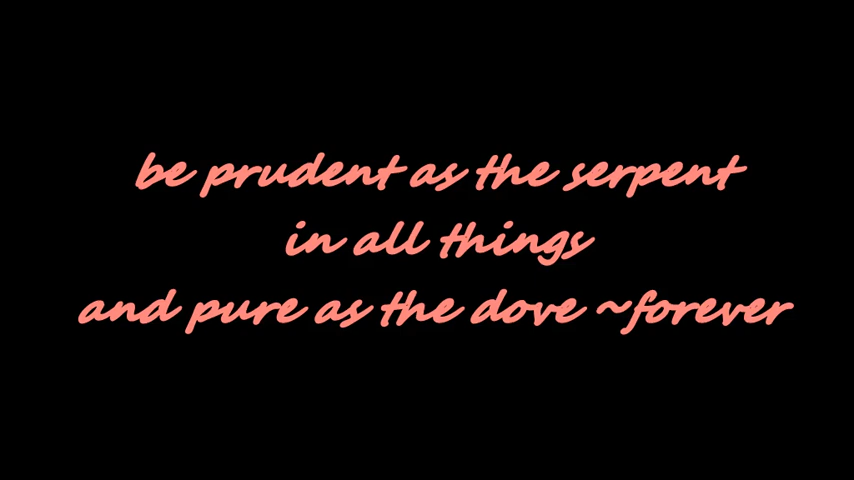 be prudent as the serpent
in all things
and pure as the dove ~forever